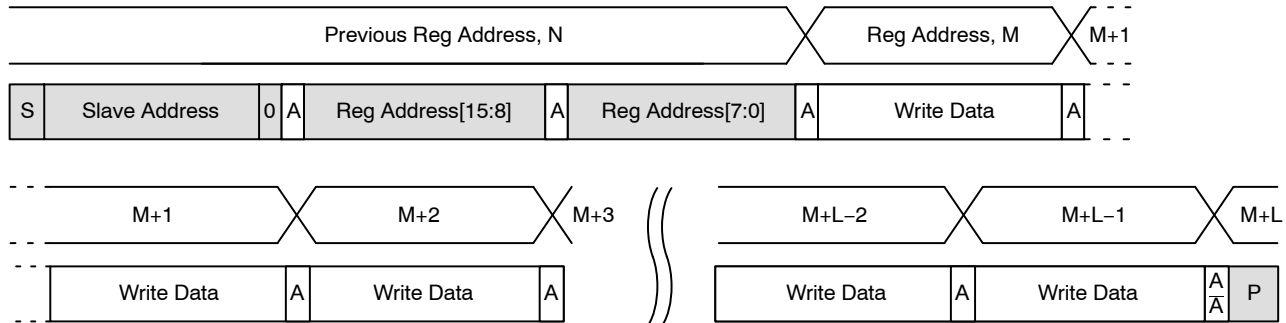 Previous Reg Address, N Reg Address, M M+1
S Slave Address 0 A Reg Address[15:8] A Reg Address[7:0] A Write Data A
M+1 M+2 M+3 M+L−2 M+L−1 M+L
Write Data A Write Data A Write Data A Write Data A P
A̅